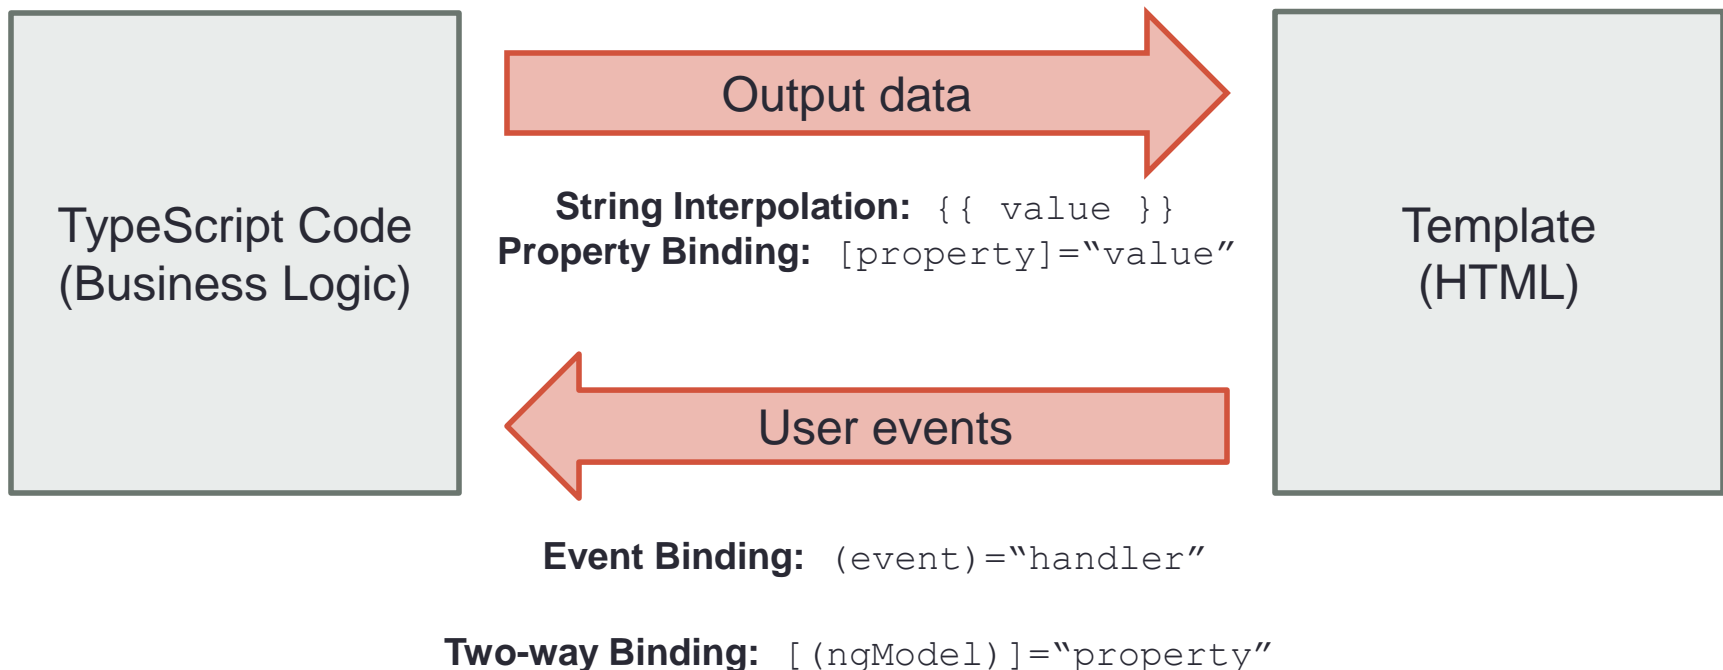 TypeScript Code
(Business Logic)
Output data
String Interpolation: {{ value }}
Property Binding: [property]=“value”
User events
Template
(HTML)
Event Binding: (event)=“handler”
Two-way Binding: [(ngModel)]=“property”